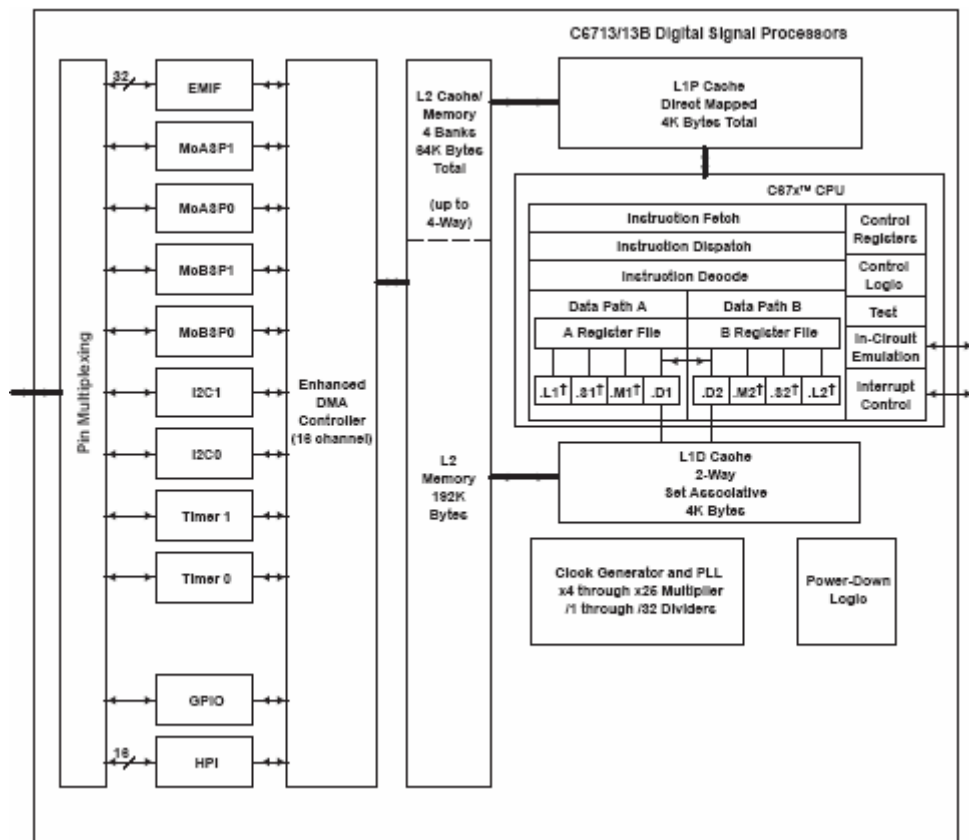 C6713/13B Digital Signal Processors
32
EMIF
McASP1
McASP0
McBSP1
McBSP0
I2C1
I2C0
Timer 1
Timer 0
GPIO
16
HPI
Pin Multiplexing
Enhanced
DMA
Controller
(16 channel)
L2 Cache/
Memory
4 Banks
64K Bytes
Total
(up to
4-Way)
L2
Memory
192K
Bytes
L1P Cache
Direct Mapped
4K Bytes Total
C67x™ CPU
Instruction Fetch
Instruction Dispatch
Instruction Decode
Data Path A
A Register File
.L1† .S1† .M1† .D1
Data Path B
B Register File
.D2 .M2† .S2† .L2†
Control
Registers
Control
Logic
Test
In-Circuit
Emulation
Interrupt
Control
L1D Cache
2-Way
Set Associative
4K Bytes
Clock Generator and PLL
x4 through x25 Multiplier
/1 through /32 Dividers
Power-Down
Logic